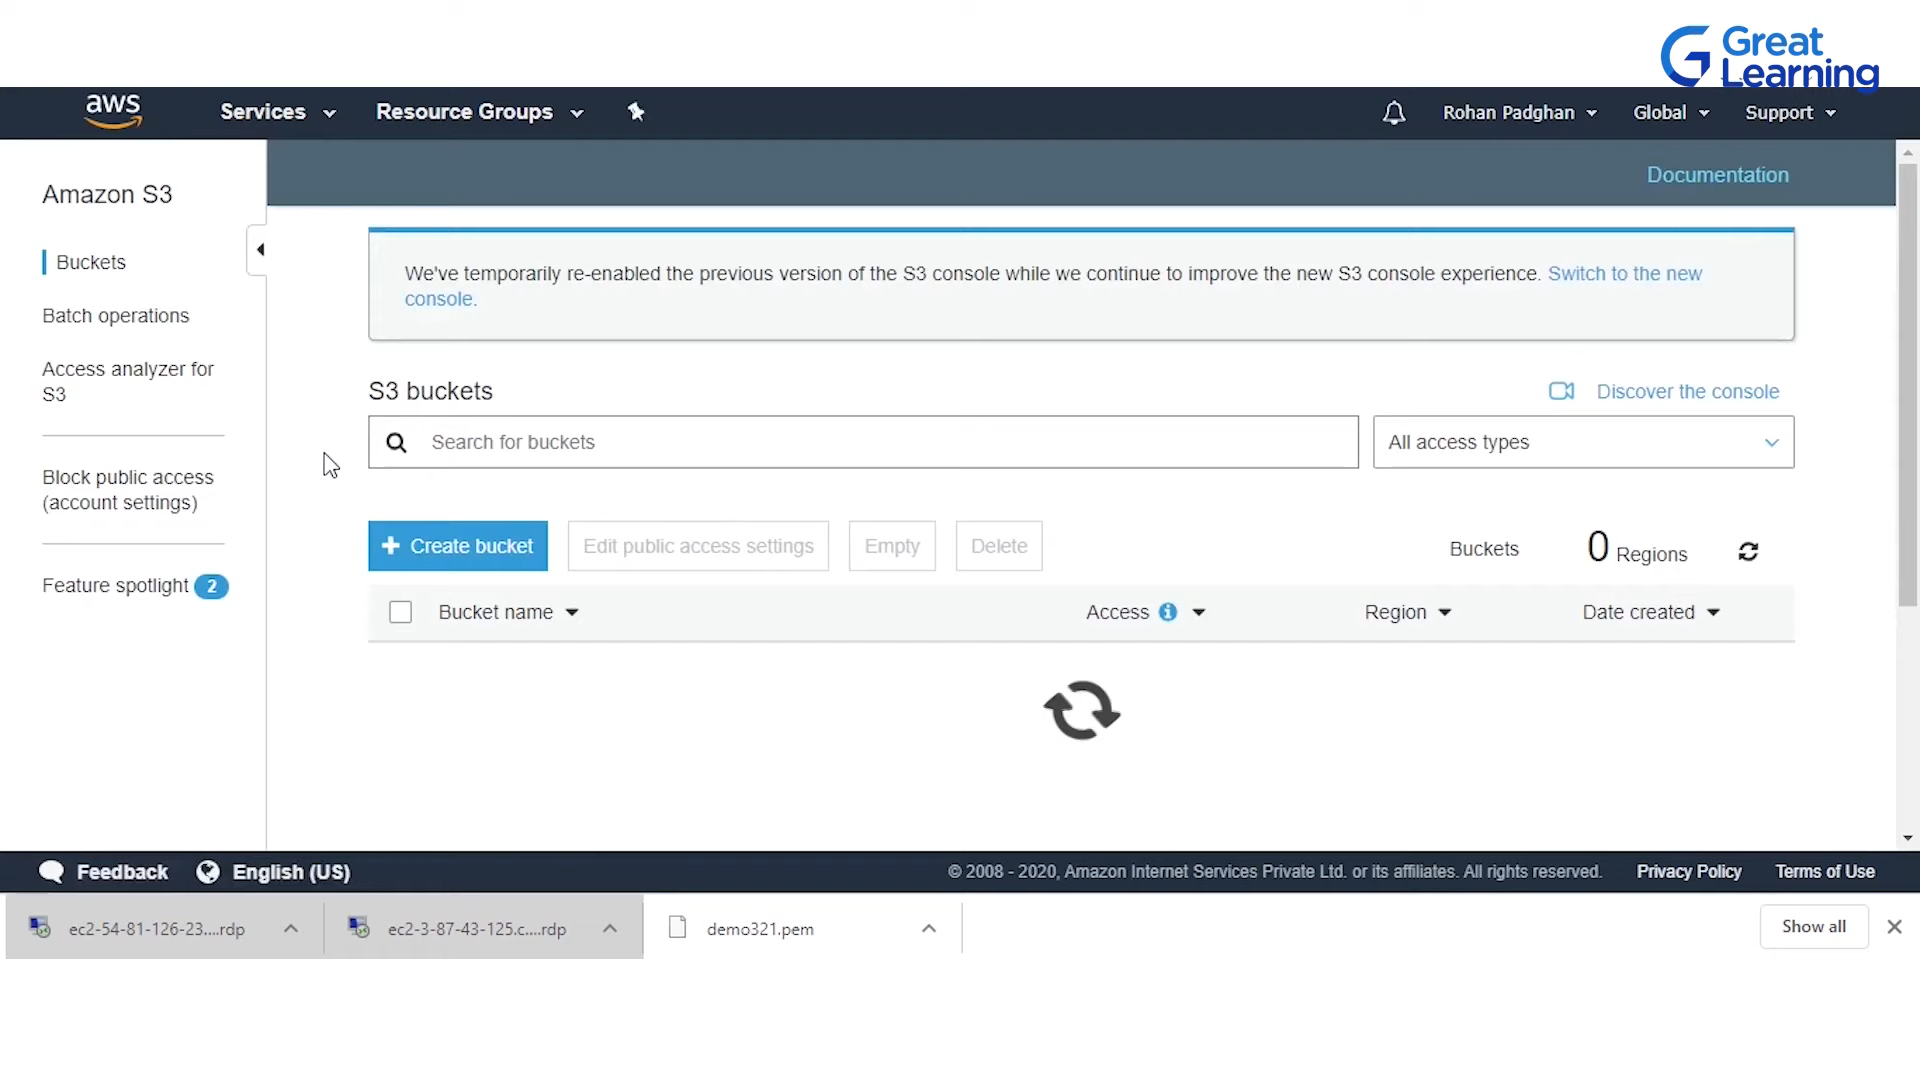 Great
Learning
aws
Services
Resource Groups
Rohan Padghan
Global
Support
Amazon S3
Buckets
Batch operations
Access analyzer for
S3
Block public access
(account settings)
Feature spotlight 2
Documentation
We've temporarily re-enabled the previous version of the S3 console while we continue to improve the new S3 console experience. Switch to the new
console.
S3 buckets
Discover the console
Search for buckets
All access types
+ Create bucket
Edit public access settings
Empty
Delete
Buckets
0 Regions
Bucket name
Access
Region
Date created
Feedback
English (US)
© 2008 - 2020, Amazon Internet Services Private Ltd. or its affiliates. All rights reserved.
Privacy Policy
Terms of Use
ec2-54-81-126-23....rdp
ec2-3-87-43-125.c....rdp
demo321.pem
Show all